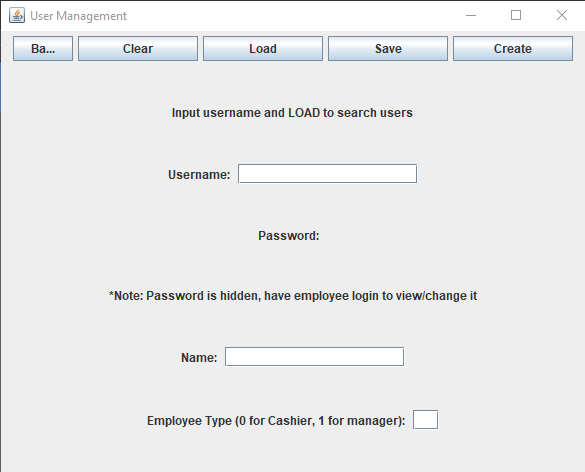 User Management
Ba... Clear Load Save Create
Input username and LOAD to search users
Username:
Password:
*Note: Password is hidden, have employee login to view/change it
Name:
Employee Type (0 for Cashier, 1 for manager):